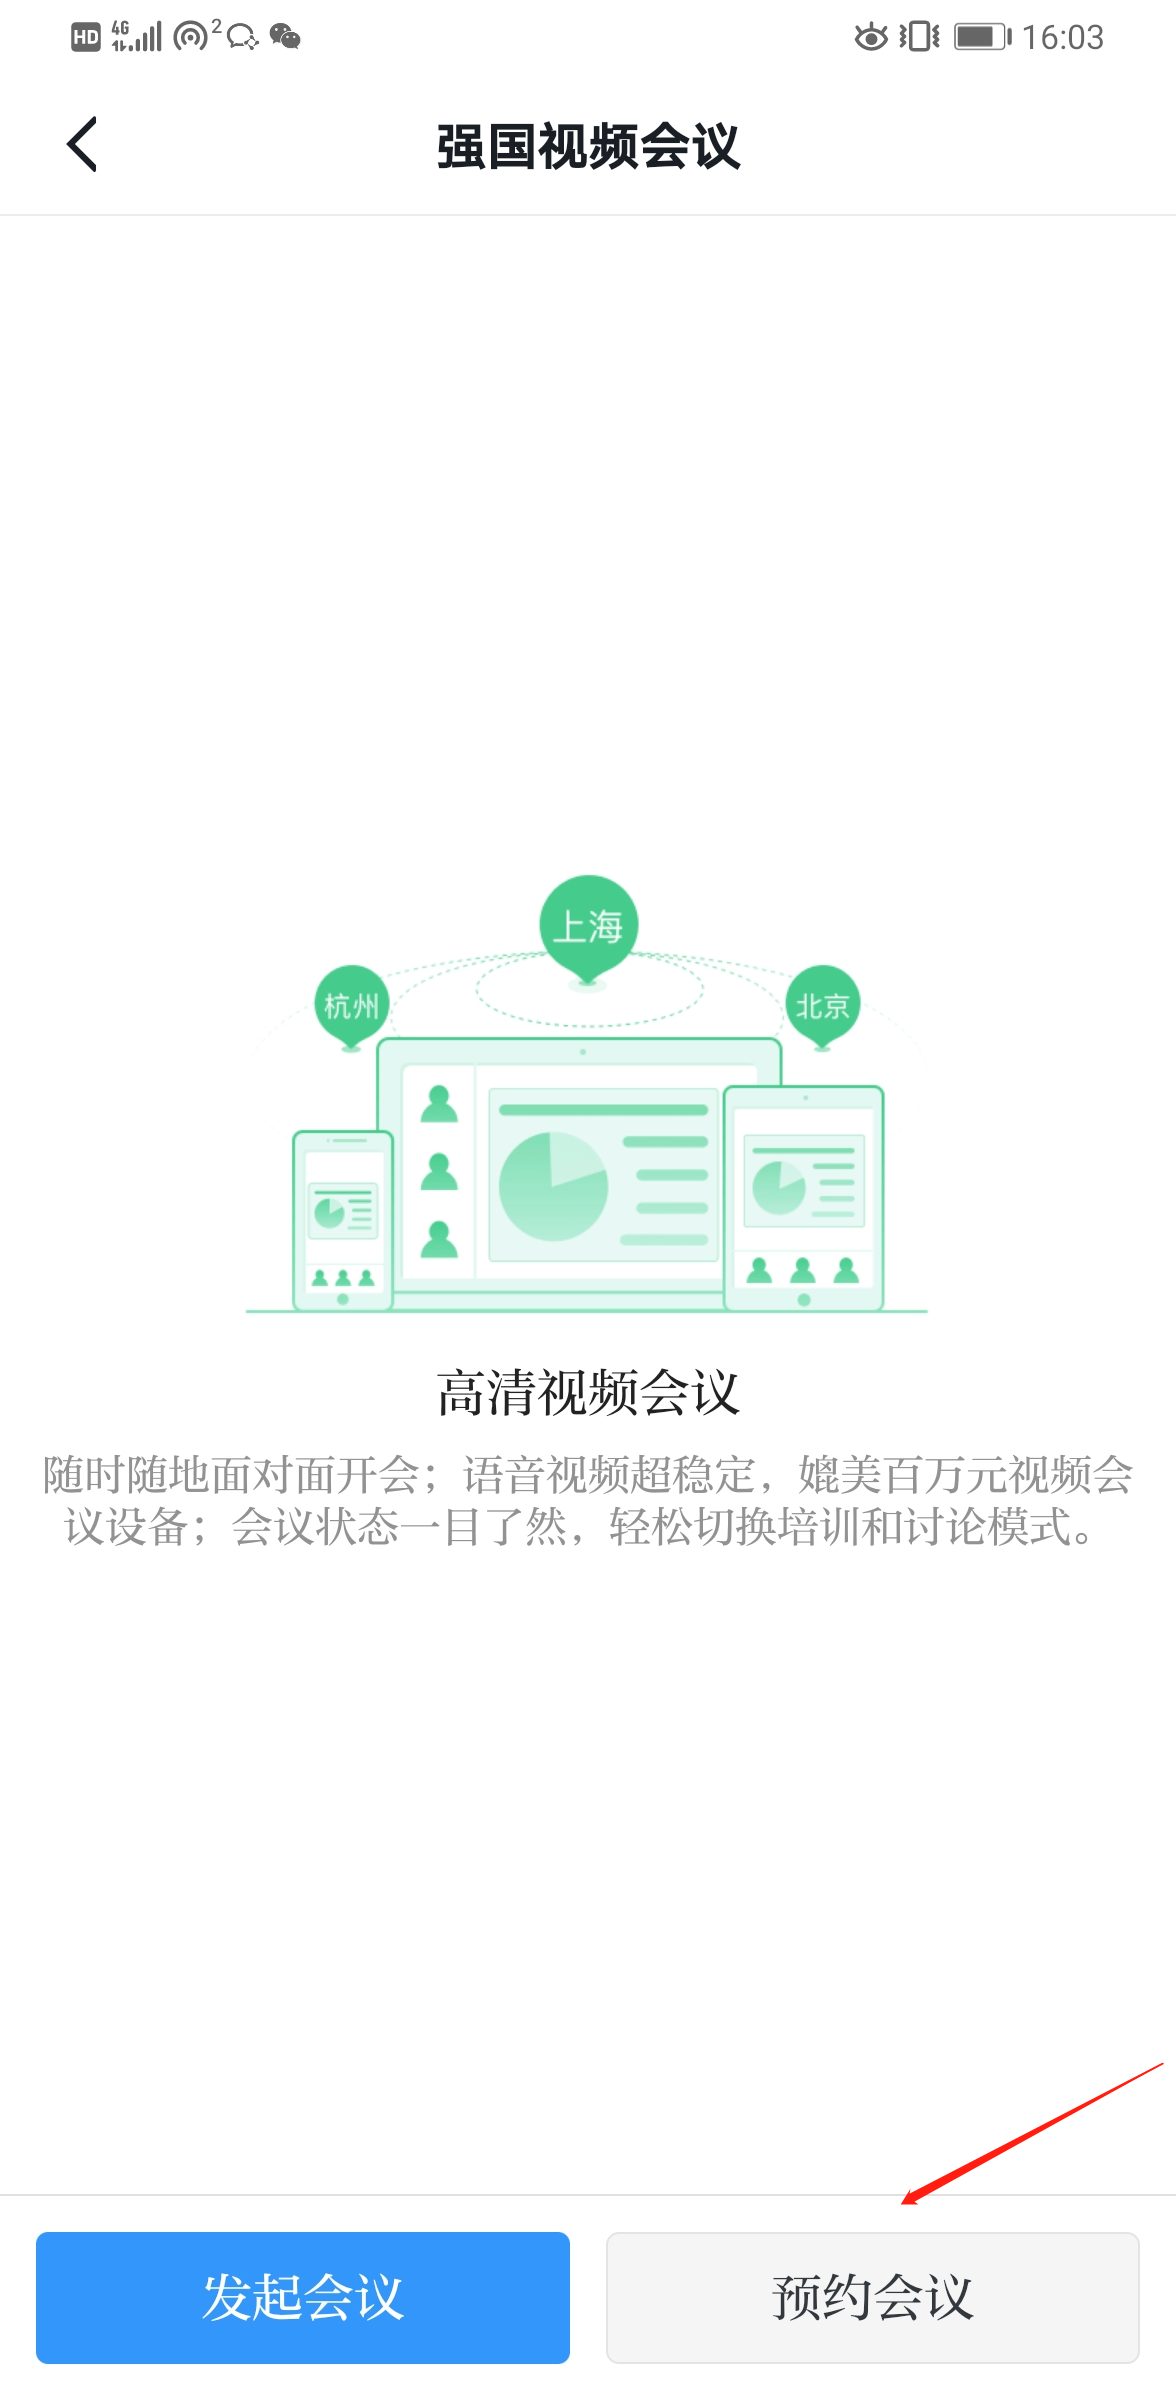 HD 4G 2 16:03
强国视频会议
上海
杭州
北京
高清视频会议
随时随地面对面开会；语音视频超稳定，媲美百万元视频会
议设备；会议状态一目了然，轻松切换培训和讨论模式。
发起会议
预约会议